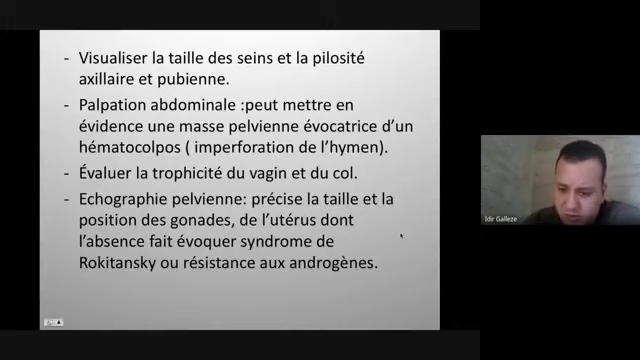 - Visualiser la taille des seins et la pilosité
axillaire et pubienne.
- Palpation abdominale :peut mettre en
évidence une masse pelvienne évocatrice d’un
hématocolpos ( imperforation de l’hymen).
- Évaluer la trophicité du vagin et du col.
- Echographie pelvienne: précise la taille et la
position des gonades, de l’utérus dont
l’absence fait évoquer syndrome de
Rokitansky ou résistance aux androgènes.
Idir Galleze